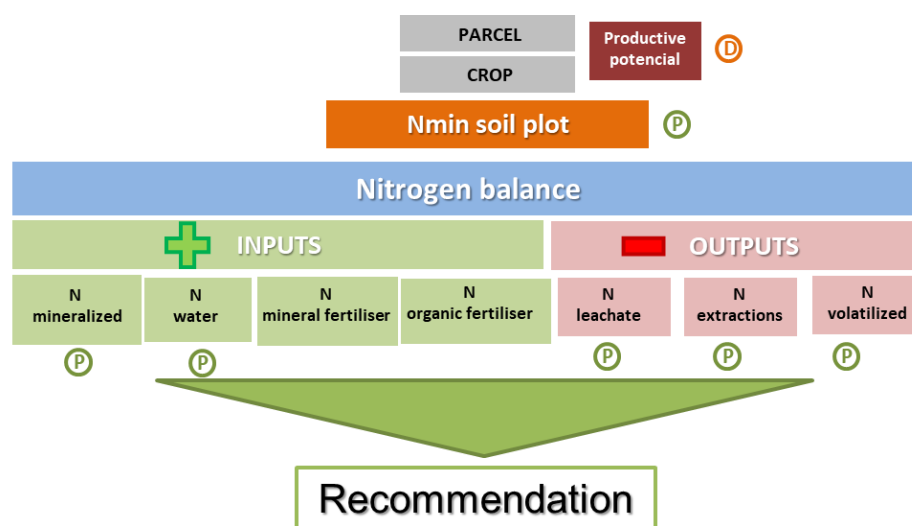 PARCEL
Productive
potencial
D
CROP
Nmin soil plot
P
Nitrogen balance
INPUTS
OUTPUTS
N
mineralized
N
water
N
mineral fertiliser
N
organic fertiliser
N
leachate
N
extractions
N
volatilized
P
P
P
P
P
Recommendation